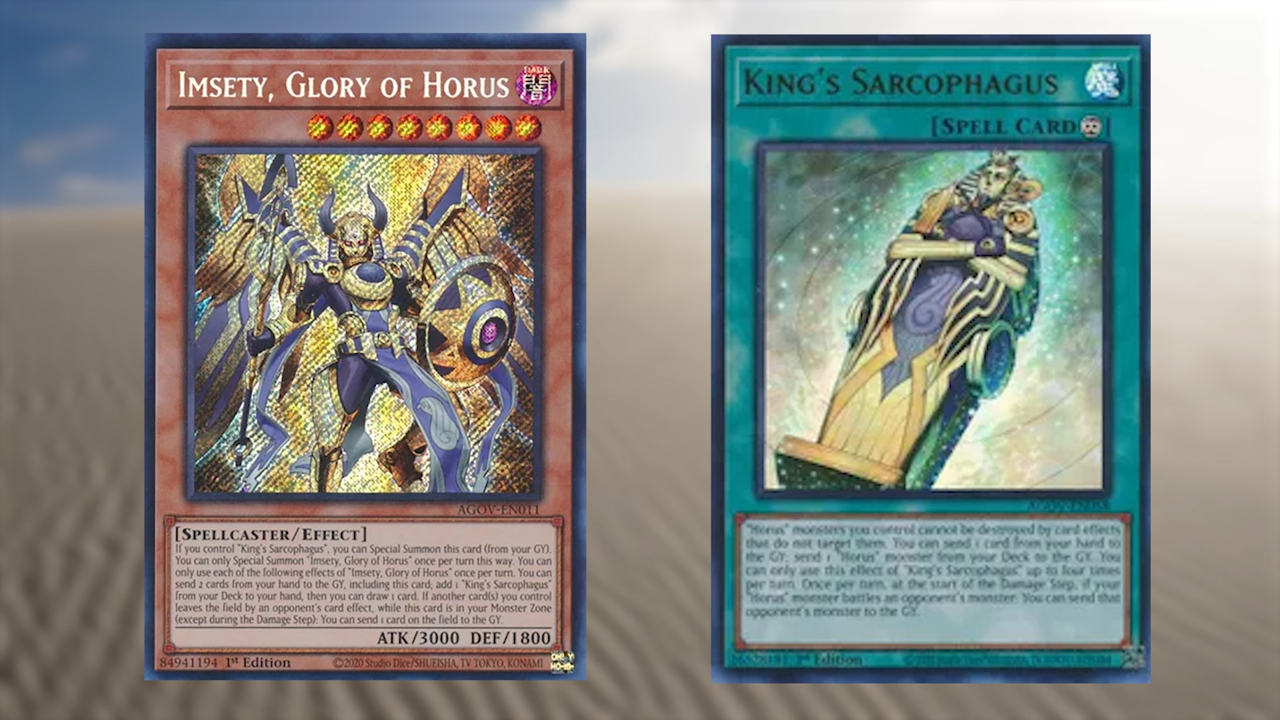 IMSETY, GLORY OF HORUS
DARK
闇
[SPELLCASTER/EFFECT]
AGOV-EN011
If you control "King's Sarcophagus", you can Special Summon this card (from your GY).
You can only Special Summon "Imsety, Glory of Horus" once per turn this way. You can
only use each of the following effects of "Imsety, Glory of Horus" once per turn. You can
send 2 cards from your hand to the GY, including this card; add 1 "King's Sarcophagus"
from your Deck to your hand, then you can draw 1 card. If another card(s) you control
leaves the field by an opponent's card effect, while this card is in your Monster Zone
(except during the Damage Step): You can send 1 card on the field to the GY.
ATK/3000 DEF/1800
84941194 1st Edition ©2020 Studio Dice/SHUEISHA, TV TOKYO, KONAMI
KING'S SARCOPHAGUS
[SPELL CARD]
"Horus" monsters you control cannot be destroyed by card effects
that do not target them. You can send 1 card from your hand to
the GY; send 1 "Horus" monster from your Deck to the GY. You
can only use this effect of "King's Sarcophagus" up to four times
per turn. Once per turn, at the start of the Damage Step, if your
"Horus" monster battles an opponent's monster: You can send that
opponent's monster to the GY.
1st Edition